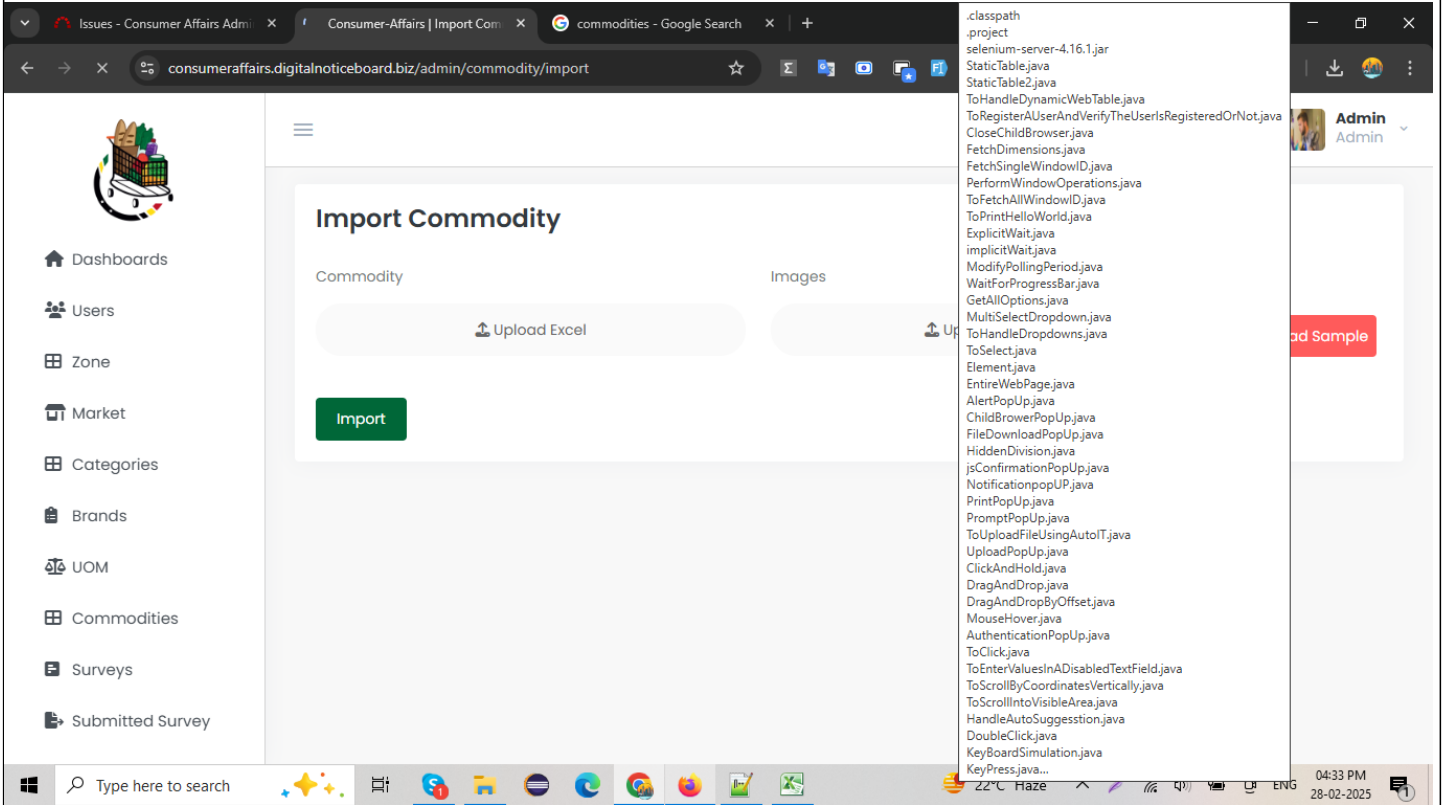 Issues - Consumer Affairs Admi
Consumer-Affairs | Import Com
commodities - Google Search
consumeraffairs.digitalnoticeboard.biz/admin/commodity/import
Admin
Admin
Dashboards
Users
Zone
Market
Categories
Brands
UOM
Commodities
Surveys
Submitted Survey
Import Commodity
Commodity
Images
Upload Excel
Up
ad Sample
Import
.classpath
.project
selenium-server-4.16.1.jar
StaticTable.java
StaticTable2.java
ToHandleDynamicWebTable.java
ToRegisterAUserAndVerifyTheUserIsRegisteredOrNot.java
CloseChildBrowser.java
FetchDimensions.java
FetchSingleWindowID.java
PerformWindowOperations.java
ToFetchAllWindowID.java
ToPrintHelloWorld.java
ExplicitWait.java
implicitWait.java
ModifyPollingPeriod.java
WaitForProgressBar.java
GetAllOptions.java
MultiSelectDropdown.java
ToHandleDropdowns.java
ToSelect.java
Element.java
EntireWebPage.java
AlertPopUp.java
ChildBrowerPopUp.java
FileDownloadPopUp.java
HiddenDivision.java
jsConfirmationPopUp.java
NotificationpopUP.java
PrintPopUp.java
PromptPopUp.java
ToUploadFileUsingAutoIT.java
UploadPopUp.java
ClickAndHold.java
DragAndDrop.java
DragAndDropByOffset.java
MouseHover.java
AuthenticationPopUp.java
ToClick.java
ToEnterValuesInADisabledTextField.java
ToScrollByCoordinatesVertically.java
ToScrollIntoVisibleArea.java
HandleAutoSuggesstion.java
DoubleClick.java
KeyBoardSimulation.java
KeyPress.java...
Type here to search
22°C Haze
ENG
04:33 PM
28-02-2025